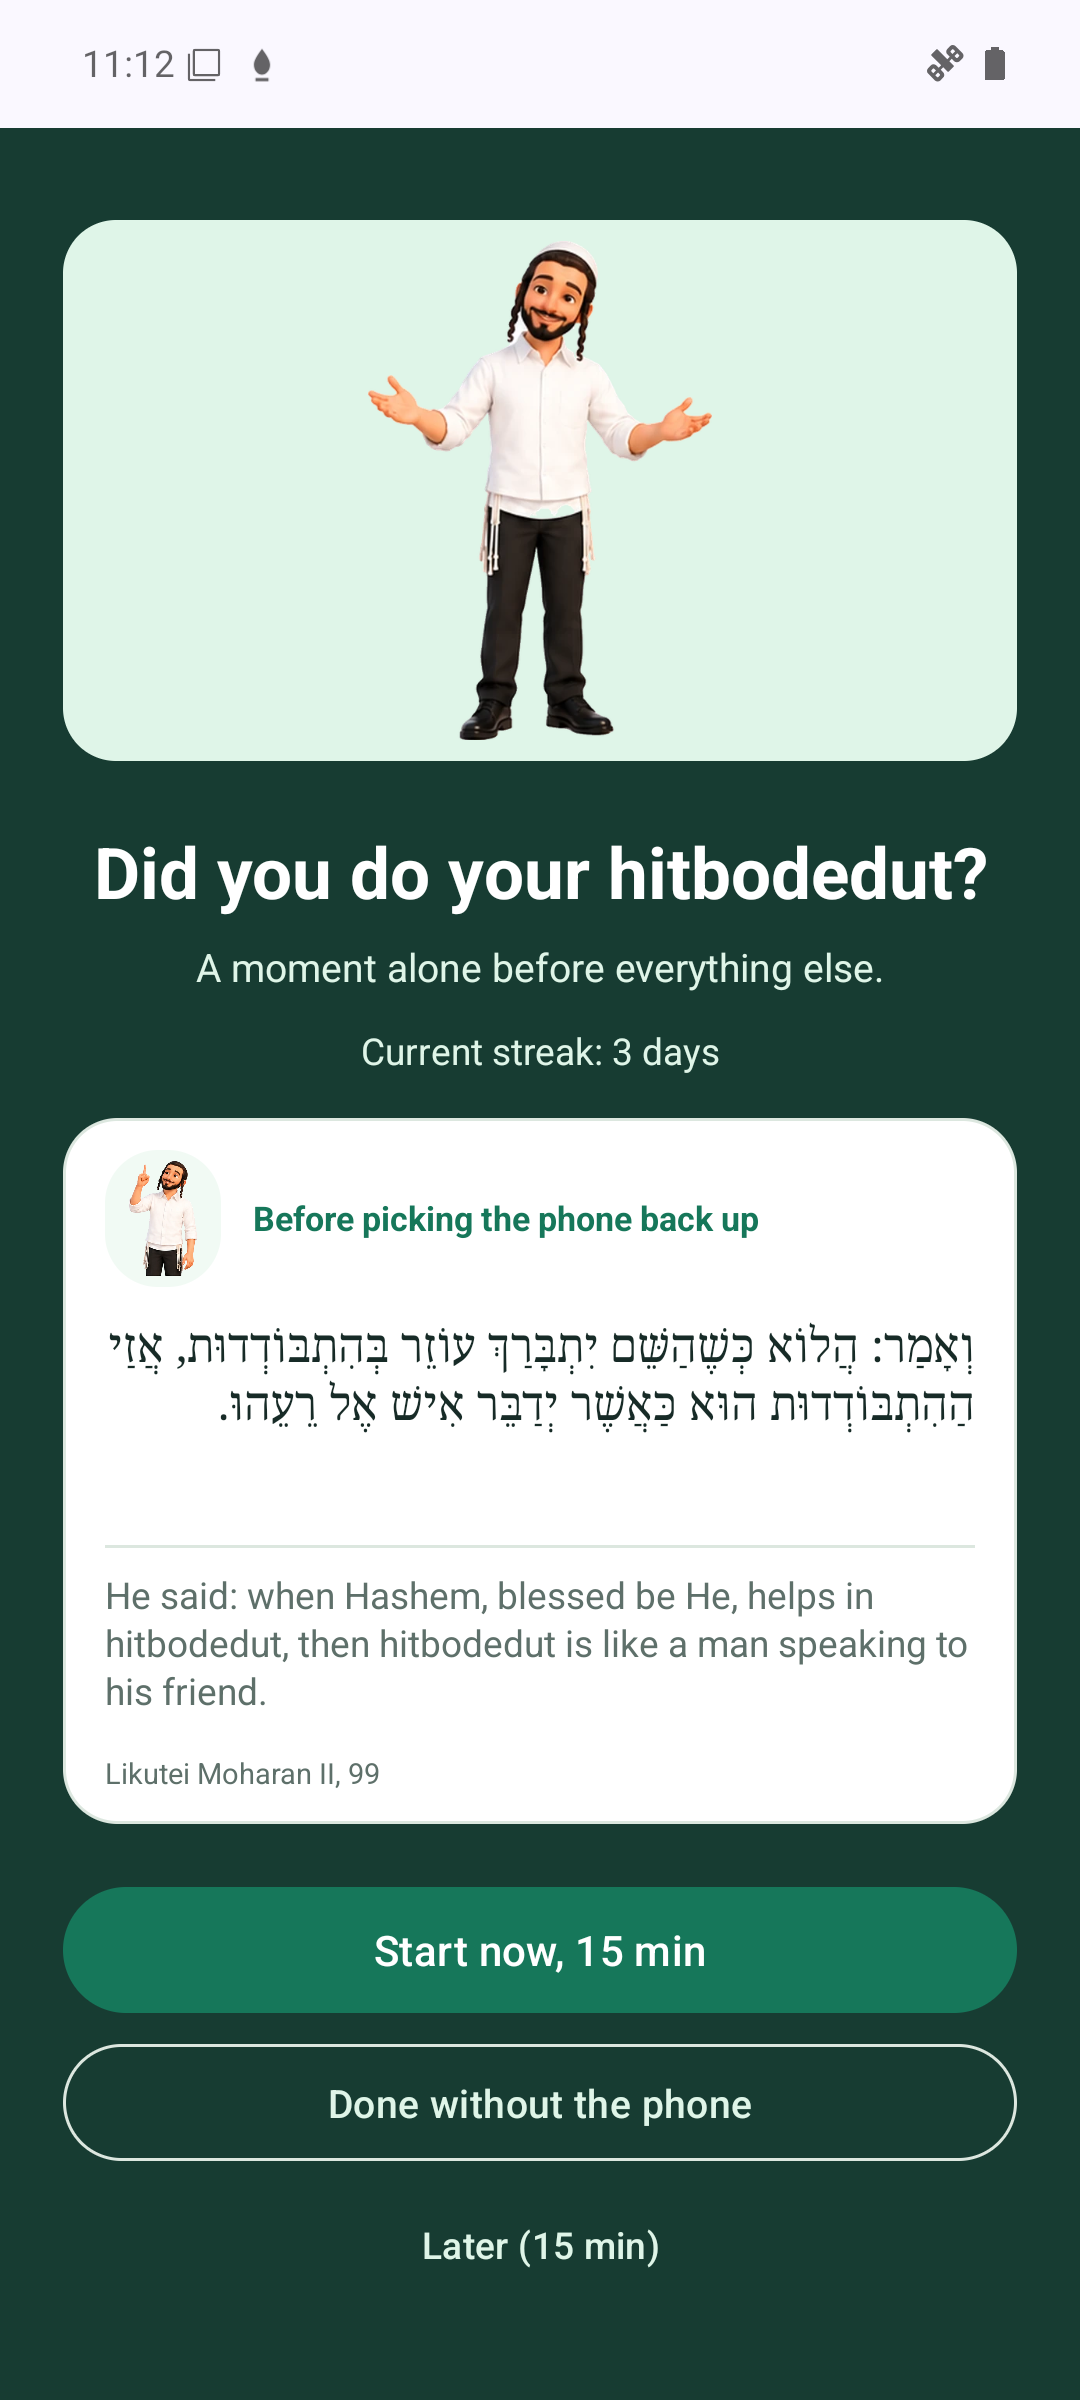 11:12
Did you do your hitbodedut?
A moment alone before everything else.
Current streak: 3 days
Before picking the phone back up
וְאָמַר: הֲלוֹא כְּשֶׁהַשֵּׁם יִתְבָּרַךְ עוֹזֵר בְּהִתְבּוֹדְדוּת, אֲזַי
הַהִתְבּוֹדְדוּת הוּא כַּאֲשֶׁר יְדַבֵּר אִישׁ אֶל רֵעֵהוּ.
He said: when Hashem, blessed be He, helps in
hitbodedut, then hitbodedut is like a man speaking to
his friend.
Likutei Moharan II, 99
Start now, 15 min
Done without the phone
Later (15 min)